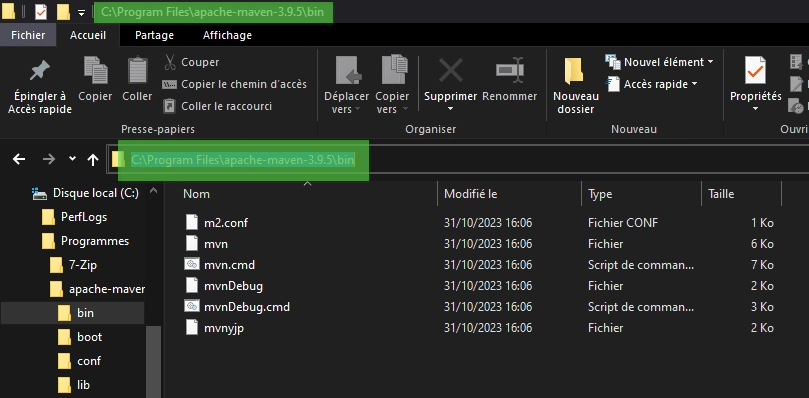 C:\Program Files\apache-maven-3.9.5\bin
Fichier Accueil Partage Affichage
Épingler à Accès rapide
Copier
Coller
Couper
Copier le chemin d'accès
Coller le raccourci
Déplacer vers
Copier vers
Supprimer
Renommer
Nouveau dossier
Nouvel élément
Accès rapide
Propriétés
Presse-papiers Organiser Nouveau Ouvri
C:\Program Files\apache-maven-3.9.5\bin
Disque local (C:)
PerfLogs
Programmes
7-Zip
apache-maven
bin
boot
conf
lib
Nom Modifié le Type Taille
m2.conf 31/10/2023 16:06 Fichier CONF 1 Ko
mvn 31/10/2023 16:06 Fichier 6 Ko
mvn.cmd 31/10/2023 16:06 Script de comman... 7 Ko
mvnDebug 31/10/2023 16:06 Fichier 2 Ko
mvnDebug.cmd 31/10/2023 16:06 Script de comman... 3 Ko
mvnyjp 31/10/2023 16:06 Fichier 2 Ko